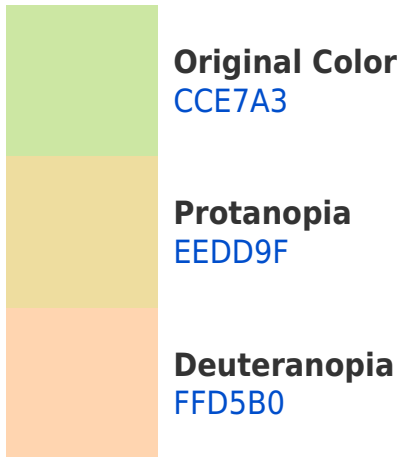 Original Color
CCE7A3
Protanopia
EEDD9F
Deuteranopia
FFD5B0